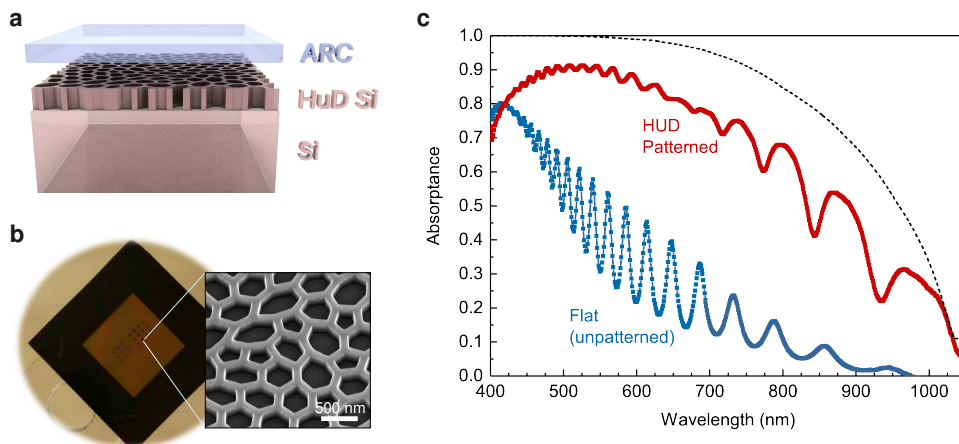 a
ARC
HuD Si
Si
b
500 nm
c
Absorptance
1.0
0.9
0.8
0.7
0.6
0.5
0.4
0.3
0.2
0.1
0.0
HUD
Patterned
Flat
(unpatterned)
400
500
600
700
800
900
1000
Wavelength (nm)